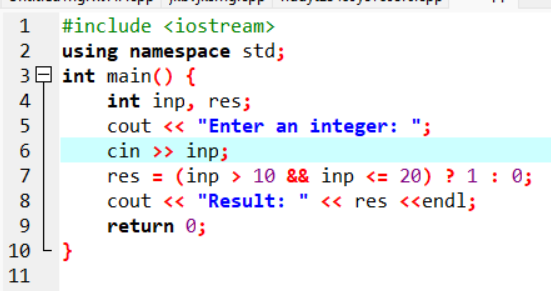 1 #include <iostream>
2 using namespace std;
3 int main() {
4 int inp, res;
5 cout << "Enter an integer: ";
6 cin >> inp;
7 res = (inp > 10 && inp <= 20) ? 1 : 0;
8 cout << "Result: " << res <<endl;
9 return 0;
10 }
11